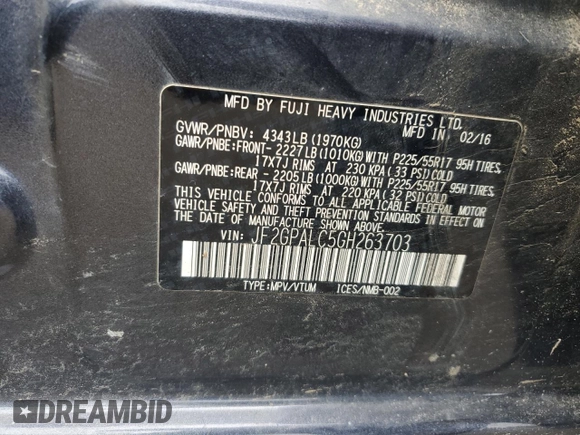 MFD BY FUJI HEAVY INDUSTRIES LTD.
MFD IN 02/16
GVWR/PNBV: 4343LB(1970KG)
GAWR/PNBE:FRONT- 2227LB(1010KG)WITH P225/55R17 95H TIRES,
17X7J RIMS AT 230 KPA(33 PSI)COLD
GAWR/PNBE:REAR - 2205LB(1000KG)WITH P225/55R17 95H TIRES,
17X7J RIMS AT 220 KPA(32 PSI)COLD
THIS VEHICLE CONFORMS TO ALL APPLICABLE FEDERAL MOTOR
VEHICLE SAFETY AND THEFT PREVENTION STANDARDS IN EFFECT ON
THE DATE OF MANUFACTURE SHOWN ABOVE.
VIN: JF2GPALC5GH263703
TYPE:MPV/VTUM ICES/NMB-002
DREAMBID